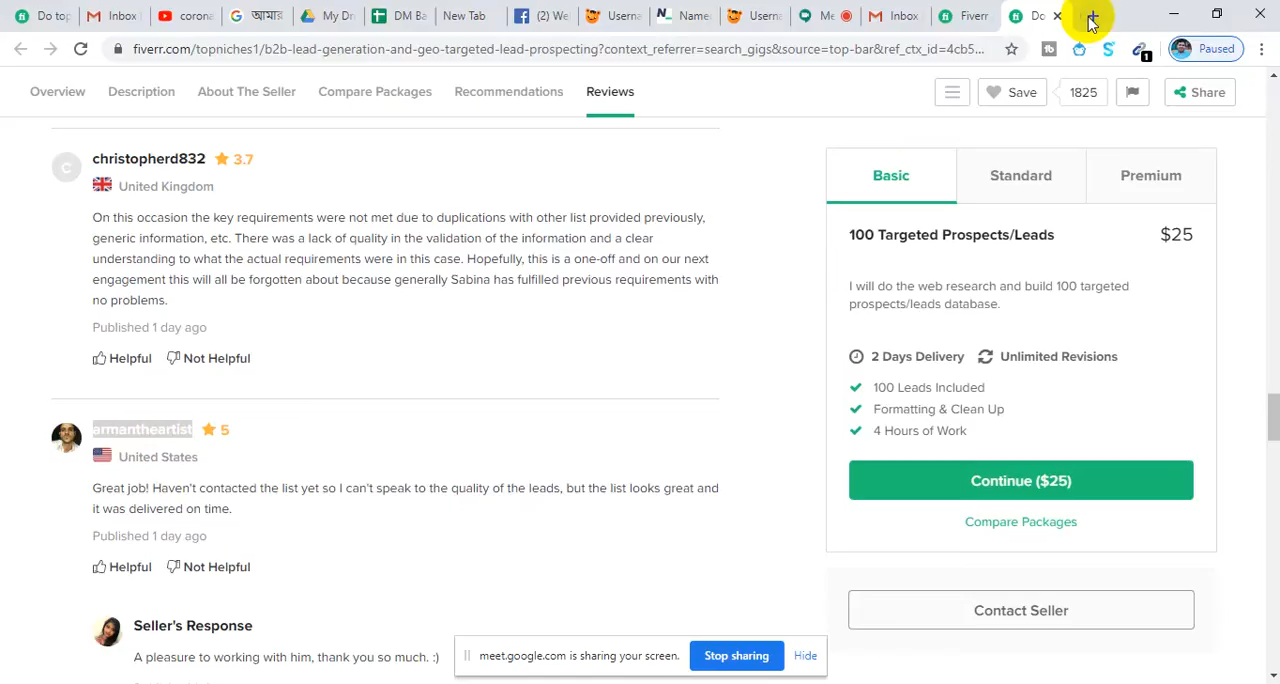 Do top
Inbox
corona
আমাদে
My Dri
DM Ba
New Tab
(2) We
Userna
Name
Userna
Me
Inbox
Fiverr
Do
fiverr.com/topniches1/b2b-lead-generation-and-geo-targeted-lead-prospecting?context_referrer=search_gigs&source=top-bar&ref_ctx_id=4cb5...
1
Paused
Overview
Description
About The Seller
Compare Packages
Recommendations
Reviews
Save
1825
Share
christopherd832 3.7
C
United Kingdom
On this occasion the key requirements were not met due to duplications with other list provided previously,
generic information, etc. There was a lack of quality in the validation of the information and a clear
understanding to what the actual requirements were in this case. Hopefully, this is a one-off and on our next
engagement this will all be forgotten about because generally Sabina has fulfilled previous requirements with
no problems.
Published 1 day ago
Helpful Not Helpful
armantheartist 5
United States
Great job! Haven't contacted the list yet so I can't speak to the quality of the leads, but the list looks great and
it was delivered on time.
Published 1 day ago
Helpful Not Helpful
Seller's Response
A pleasure to working with him, thank you so much. :)
Basic
Standard
Premium
100 Targeted Prospects/Leads $25
I will do the web research and build 100 targeted
prospects/leads database.
2 Days Delivery Unlimited Revisions
100 Leads Included
Formatting & Clean Up
4 Hours of Work
Continue ($25)
Compare Packages
Contact Seller
meet.google.com is sharing your screen. Stop sharing Hide